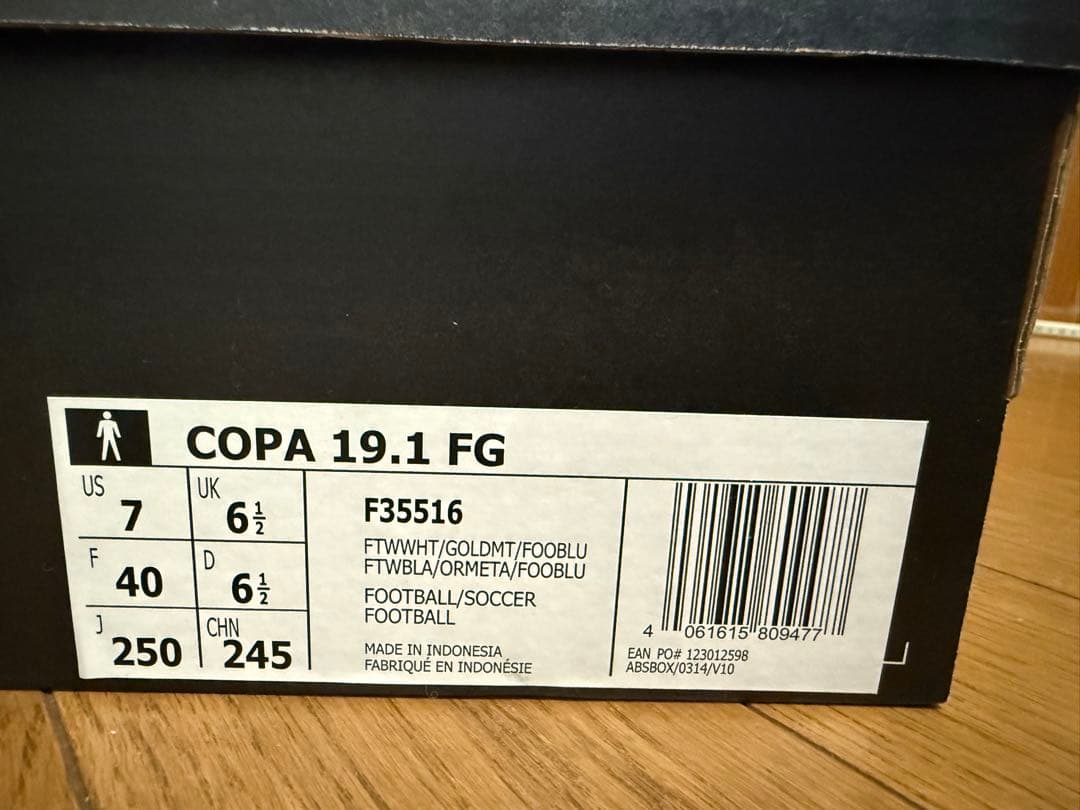 COPA 19.1 FG
US 7
UK 6½
F 40
D 6½
J 250
CHN 245
F35516
FTWWHT/GOLDMT/FOOBLU
FTWBLA/ORMETA/FOOBLU
FOOTBALL/SOCCER
FOOTBALL
MADE IN INDONESIA
FABRIQUÉ EN INDONÉSIE
4 061615 809477
EAN PO# 123012598
ABSBOX/0314/V10